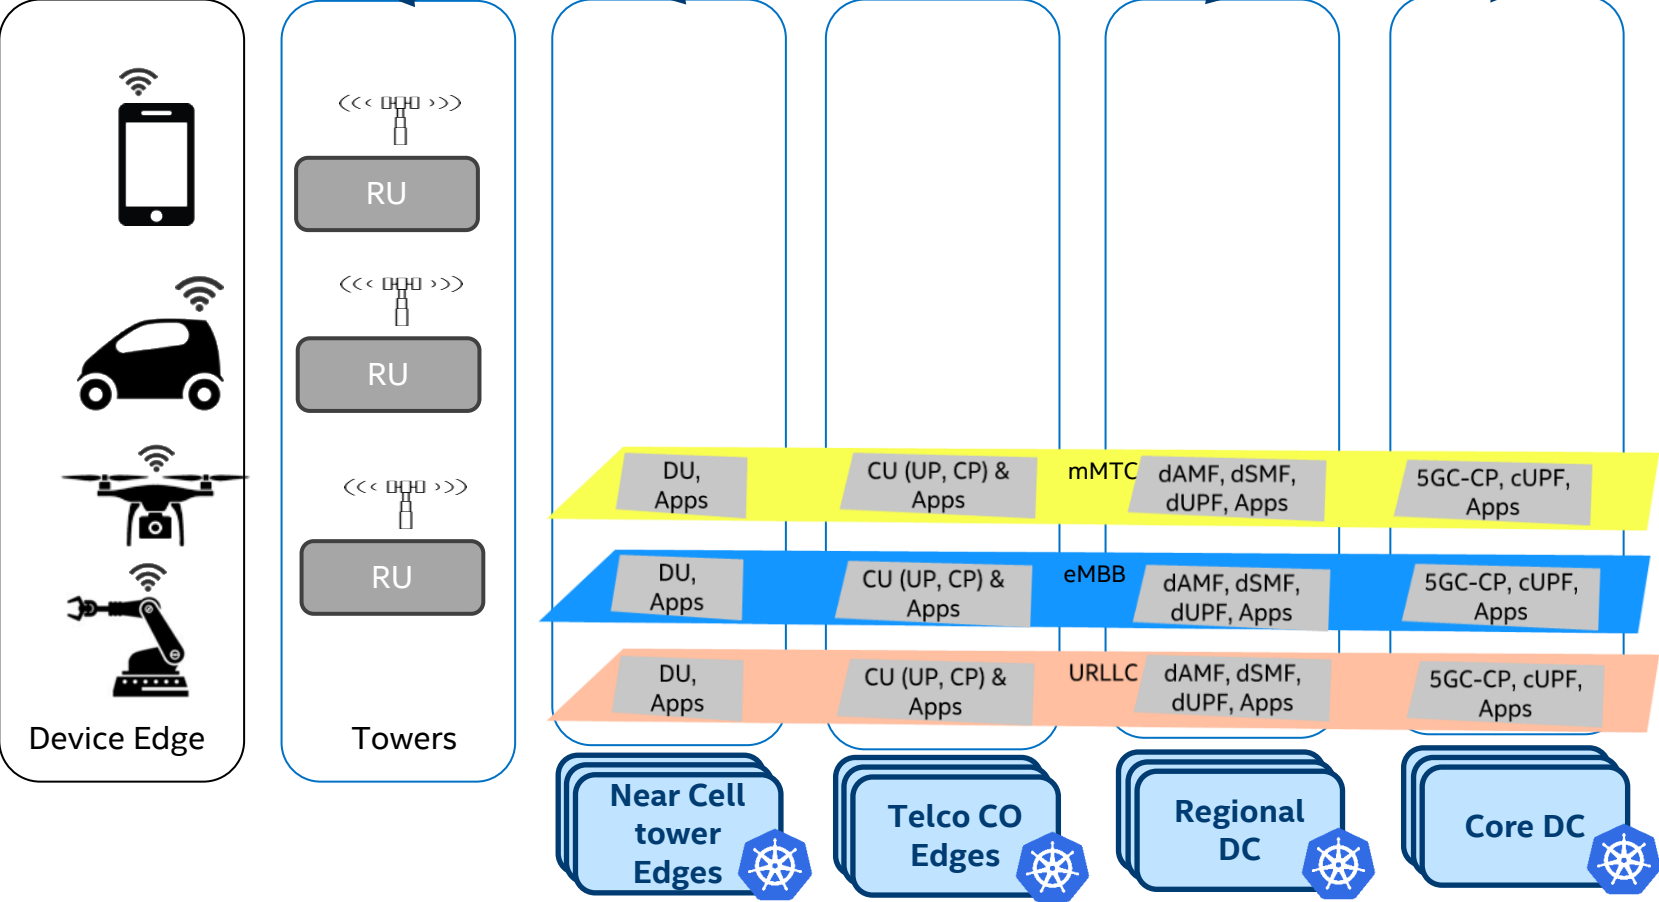 RU
RU
RU
Device Edge
Towers
DU,
Apps
CU (UP, CP) &
Apps
mMTC
dAMF, dSMF,
dUPF, Apps
5GC-CP, cUPF,
Apps
DU,
Apps
CU (UP, CP) &
Apps
eMBB
dAMF, dSMF,
dUPF, Apps
5GC-CP, cUPF,
Apps
DU,
Apps
CU (UP, CP) &
Apps
URLLC
dAMF, dSMF,
dUPF, Apps
5GC-CP, cUPF,
Apps
Near Cell
tower
Edges
Telco CO
Edges
Regional
DC
Core DC